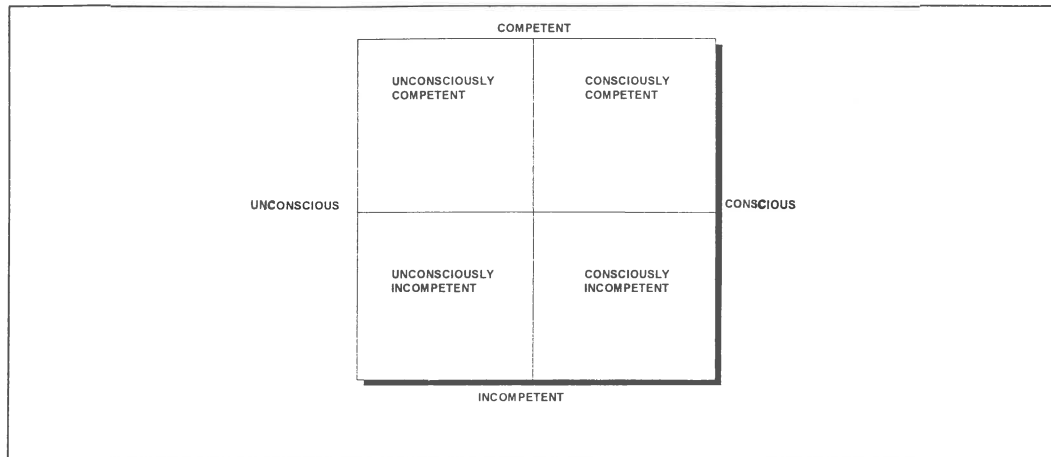 COMPETENT
UNCONSCIOUSLY
COMPETENT
CONSCIOUSLY
COMPETENT
UNCONSCIOUS
CONSCIOUS
UNCONSCIOUSLY
INCOMPETENT
CONSCIOUSLY
INCOMPETENT
INCOMPETENT